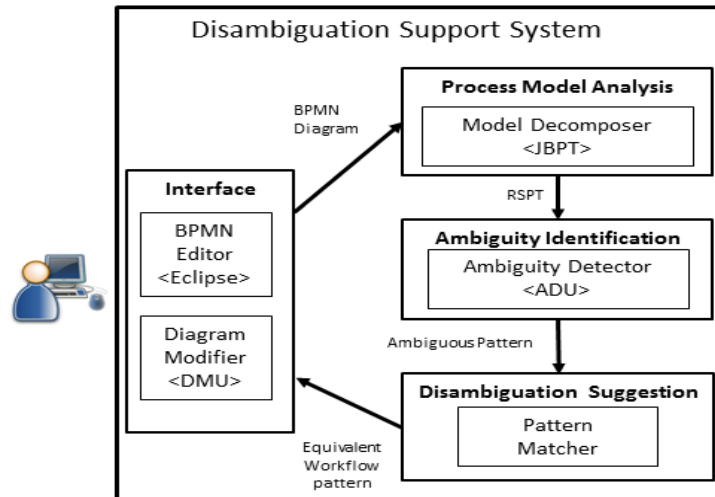 Disambiguation Support System
Process Model Analysis
Model Decomposer
<JBPT>
BPMN
Diagram
Interface
BPMN
Editor
<Eclipse>
Diagram
Modifier
<DMU>
RSPT
Ambiguity Identification
Ambiguity Detector
<ADU>
Ambiguous Pattern
Disambiguation Suggestion
Pattern
Matcher
Equivalent
Workflow
pattern